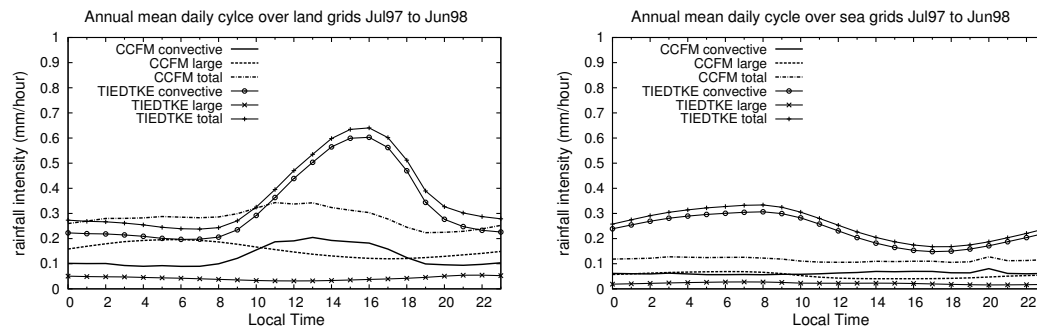 Annual mean daily cylce over land grids Jul97 to Jun98
rainfall intensity (mm/hour)
1
0.9
0.8
0.7
0.6
0.5
0.4
0.3
0.2
0.1
0
CCFM convective
CCFM large
CCFM total
TIEDTKE convective
TIEDTKE large
TIEDTKE total
0 2 4 6 8 10 12 14 16 18 20 22
Local Time
Annual mean daily cycle over sea grids Jul97 to Jun98
rainfall intensity (mm/hour)
1
0.9
0.8
0.7
0.6
0.5
0.4
0.3
0.2
0.1
0
CCFM convective
CCFM large
CCFM total
TIEDTKE convective
TIEDTKE large
TIEDTKE total
0 2 4 6 8 10 12 14 16 18 20 22
Local Time